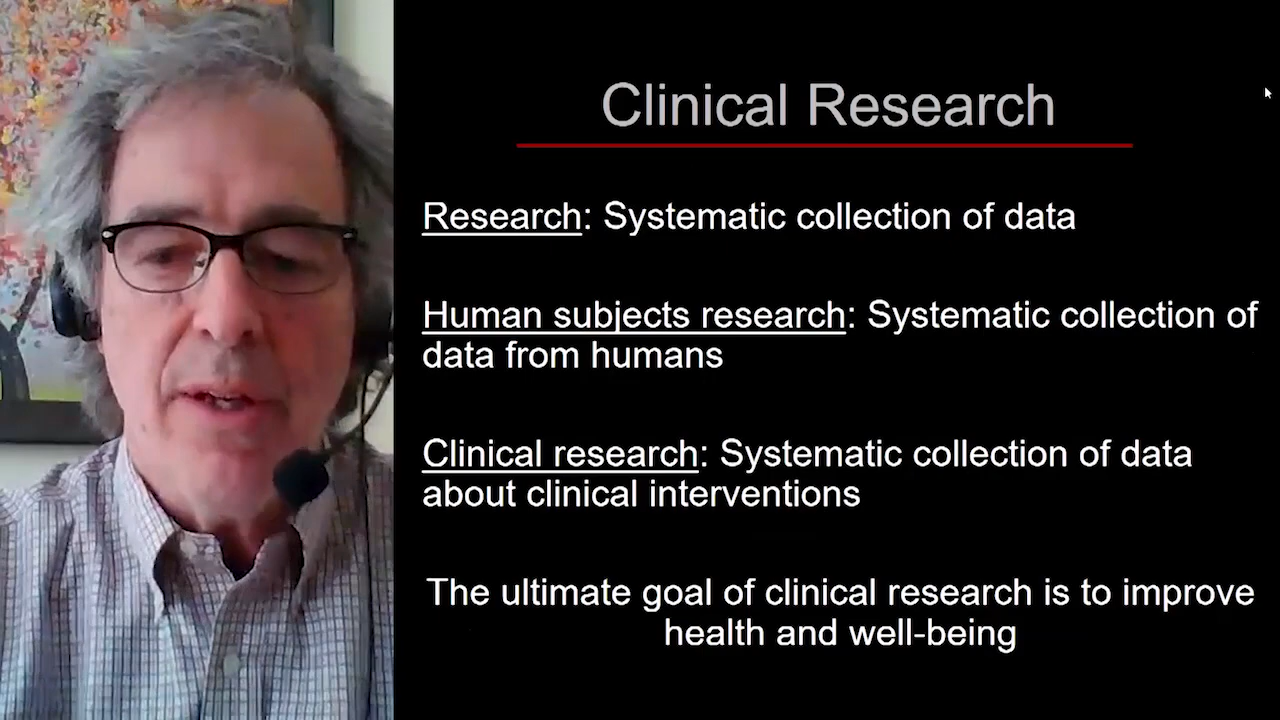 Clinical Research
Research: Systematic collection of data
Human subjects research: Systematic collection of
data from humans
Clinical research: Systematic collection of data
about clinical interventions
The ultimate goal of clinical research is to improve
health and well-being